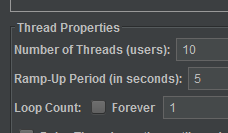 Thread Properties
Number of Threads (users): 10
Ramp-Up Period (in seconds): 5
Loop Count: Forever 1